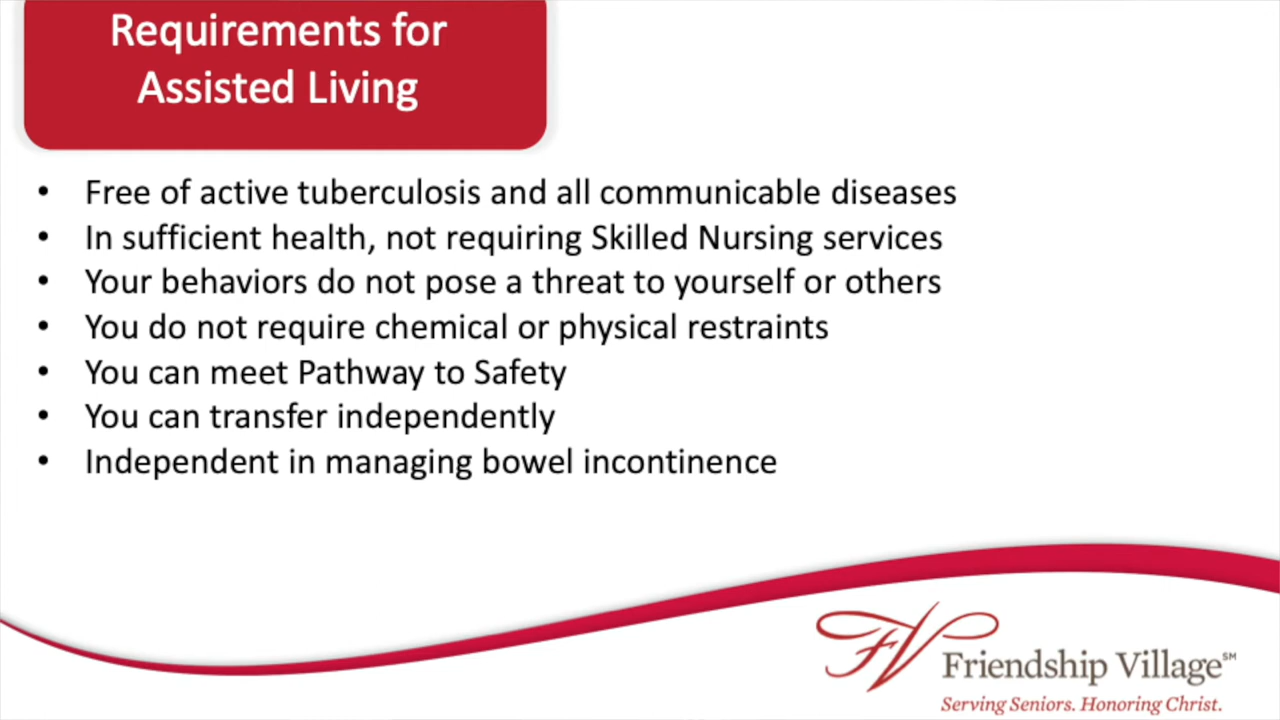 Requirements for
Assisted Living
• Free of active tuberculosis and all communicable diseases
• In sufficient health, not requiring Skilled Nursing services
• Your behaviors do not pose a threat to yourself or others
• You do not require chemical or physical restraints
• You can meet Pathway to Safety
• You can transfer independently
• Independent in managing bowel incontinence
FV
Friendship Village℠
Serving Seniors. Honoring Christ.